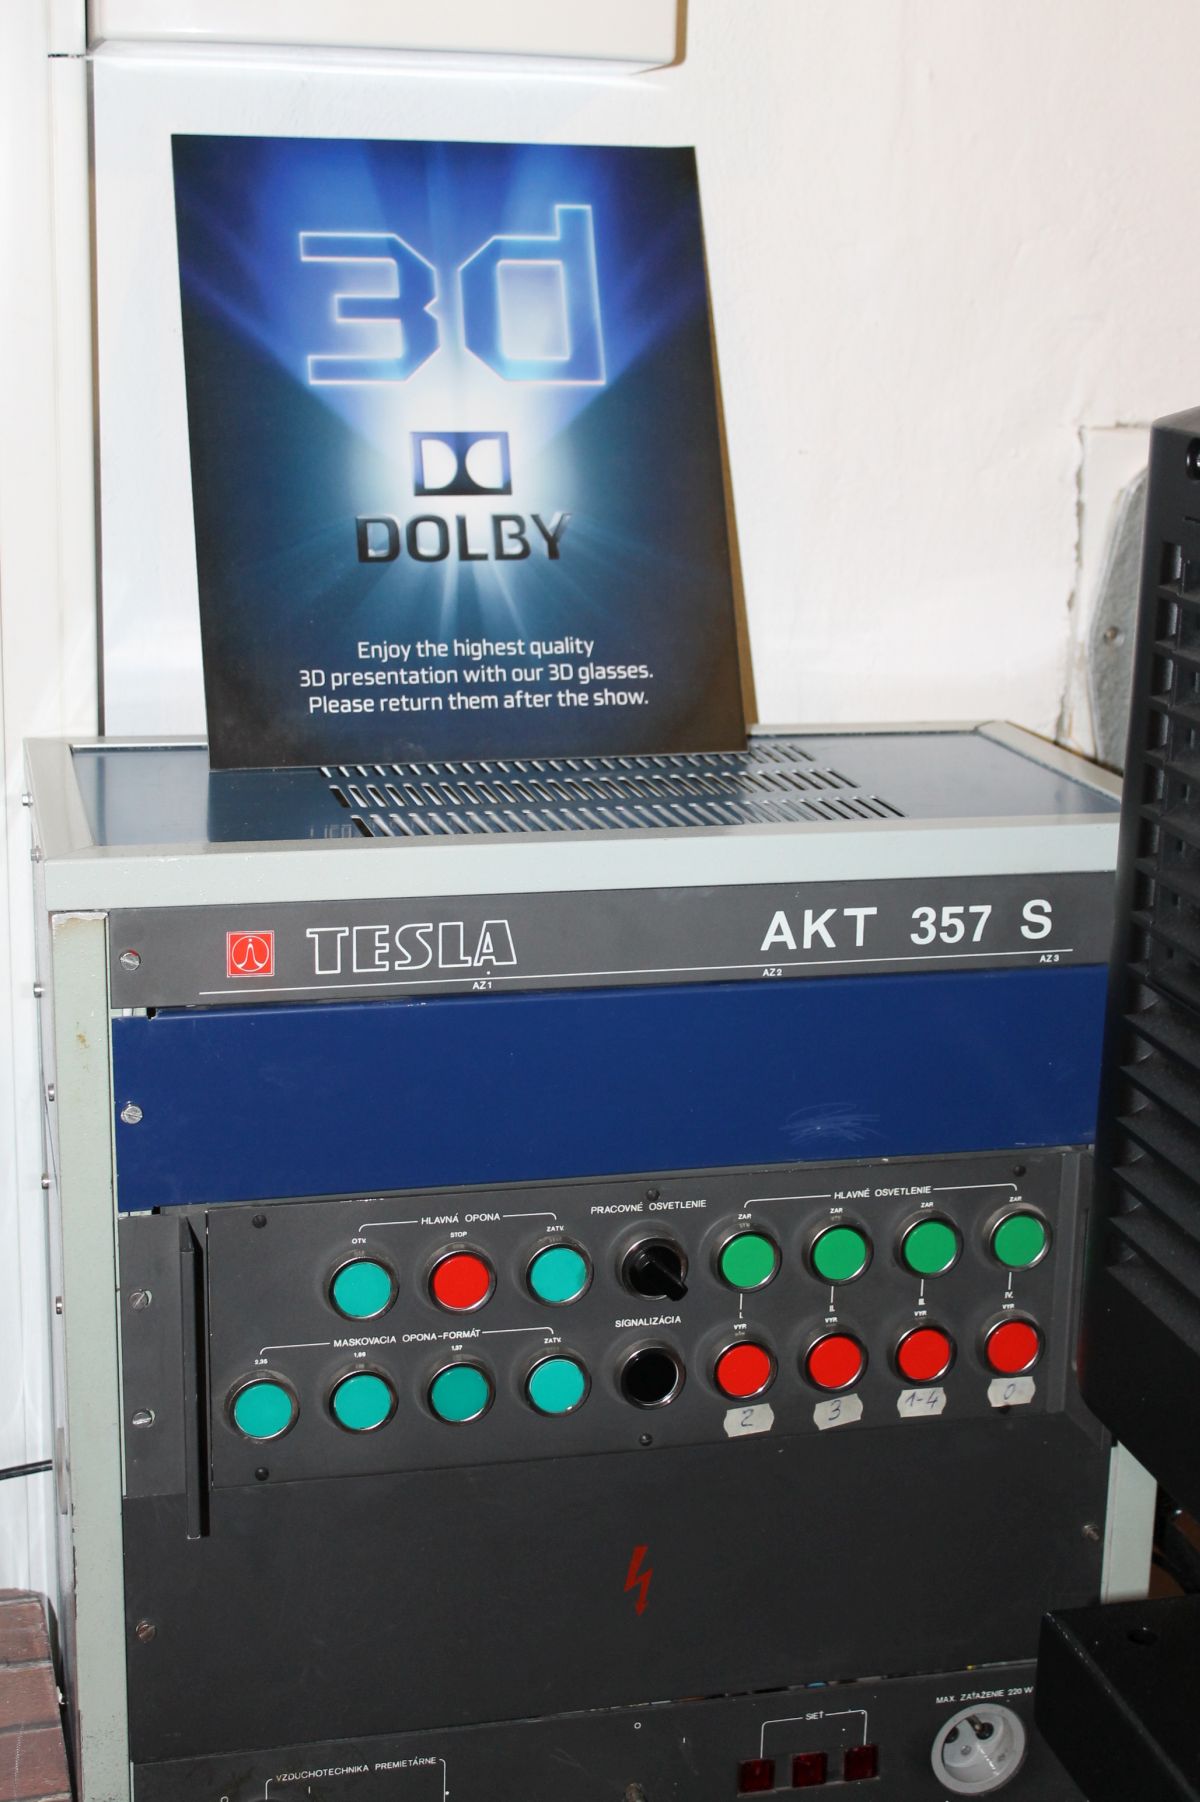 3d
DOLBY
Enjoy the highest quality
3D presentation with our 3D glasses.
Please return them after the show.
TESLA
AKT 357 S
AZ1
AZ2
AZ3
HLAVNÁ OPONA
OTV.
STOP
ZATV.
PRACOVNÉ OSVETLENIE
HLAVNÉ OSVETLENIE
ZAP.
ZAP.
ZAP.
ZAP.
MASKOVACIA OPONA-FORMÁT
2,35
1,66
1,37
ZATV.
SIGNALIZÁCIA
I.
II.
III.
IV.
VYP.
VYP.
VYP.
VYP.
2
3
1-4
0
SIEŤ
MAX. ZAŤAŽENIE 220 W
VZDUCHOTECHNIKA PREMIETÁRNE